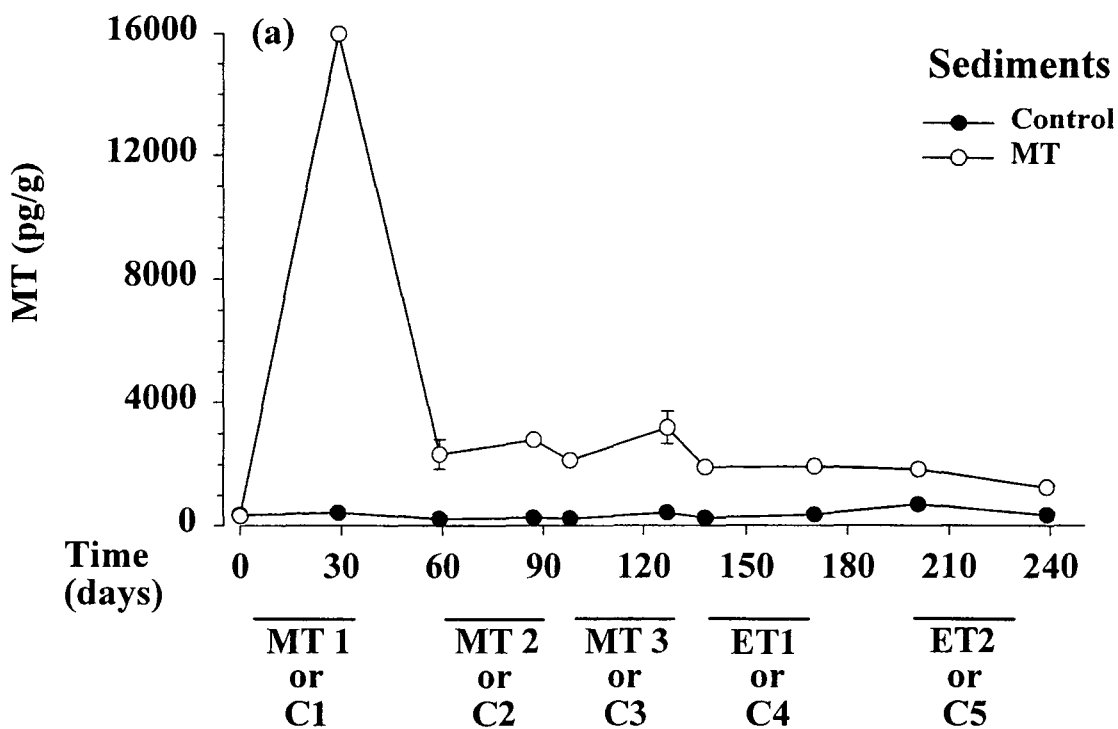 (a)
Sediments
Control
MT
MT (pg/g)
16000
12000
8000
4000
0
Time
(days)
0 30 60 90 120 150 180 210 240
MT 1 MT 2 MT 3 ET1 ET2
or or or or or
C1 C2 C3 C4 C5